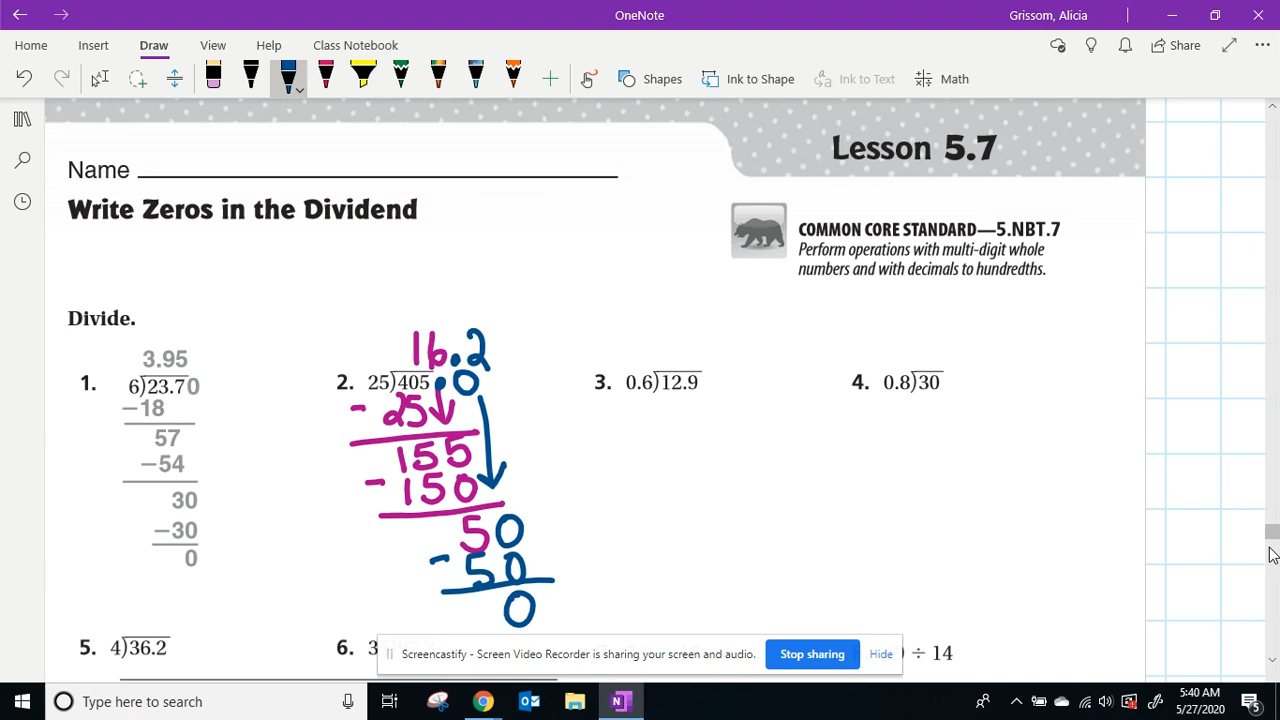 OneNote
Grissom, Alicia
Home Insert Draw View Help Class Notebook
Share
Shapes Ink to Shape Ink to Text Math
Lesson 5.7
Name
Write Zeros in the Dividend
COMMON CORE STANDARD—5.NBT.7
Perform operations with multi-digit whole
numbers and with decimals to hundredths.
Divide.
1. 3.95
6)23.70
−18
57
−54
30
−30
0
2. 16.2
25)405.0
- 25
155
- 150
50
- 50
0
3. 0.6)12.9
4. 0.8)30
5. 4)36.2
6. 3
÷ 14
Screencastify - Screen Video Recorder is sharing your screen and audio.
Stop sharing
Hide
Type here to search
5:40 AM
5/27/2020
5